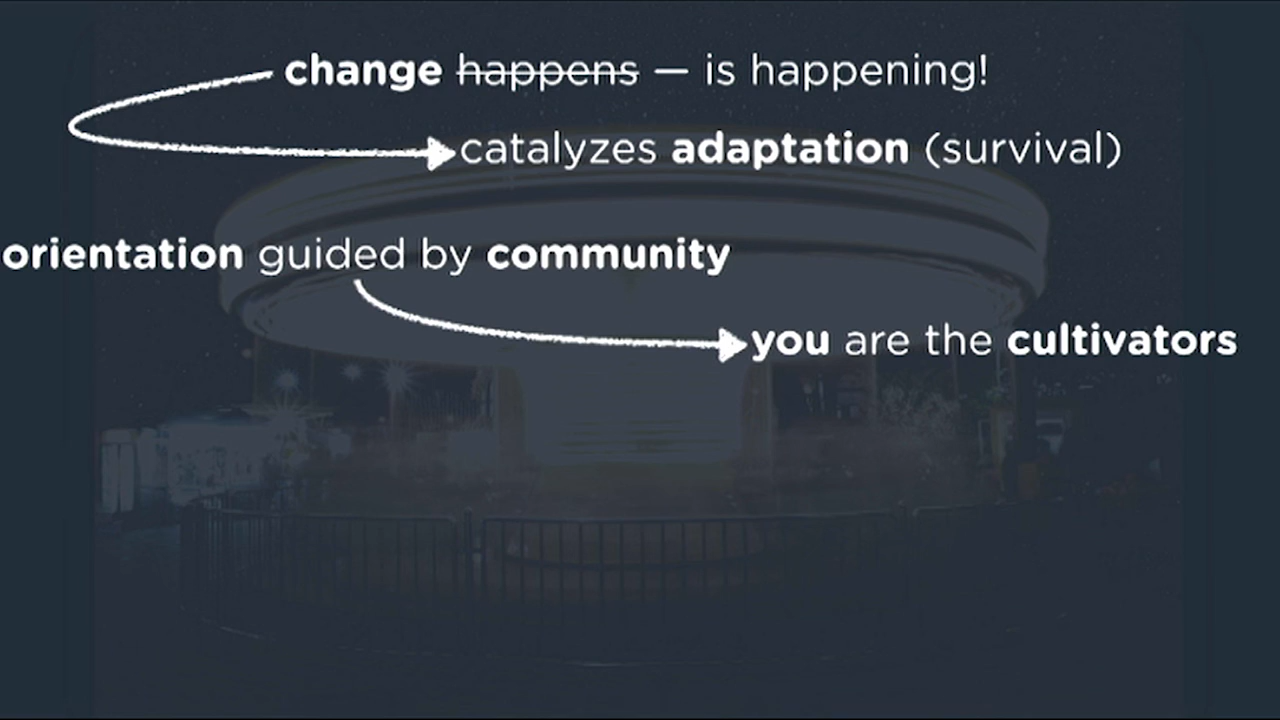 change happens — is happening!
catalyzes adaptation (survival)
orientation guided by community
you are the cultivators